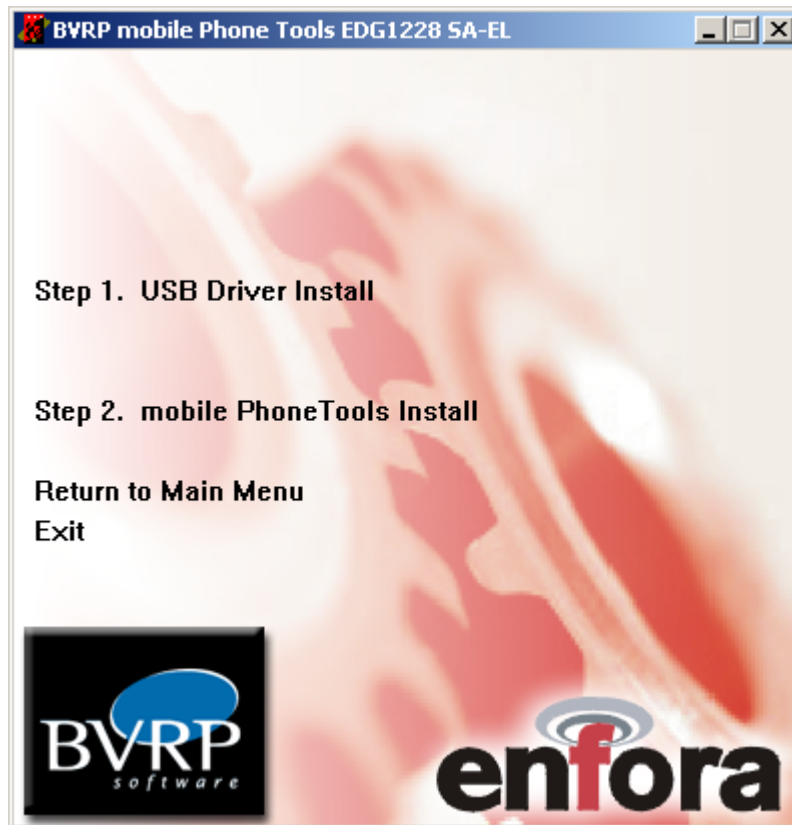 BVRP mobile Phone Tools EDG1228 SA-EL
Step 1. USB Driver Install
Step 2. mobile PhoneTools Install
Return to Main Menu
Exit
BVRP
software
enfora